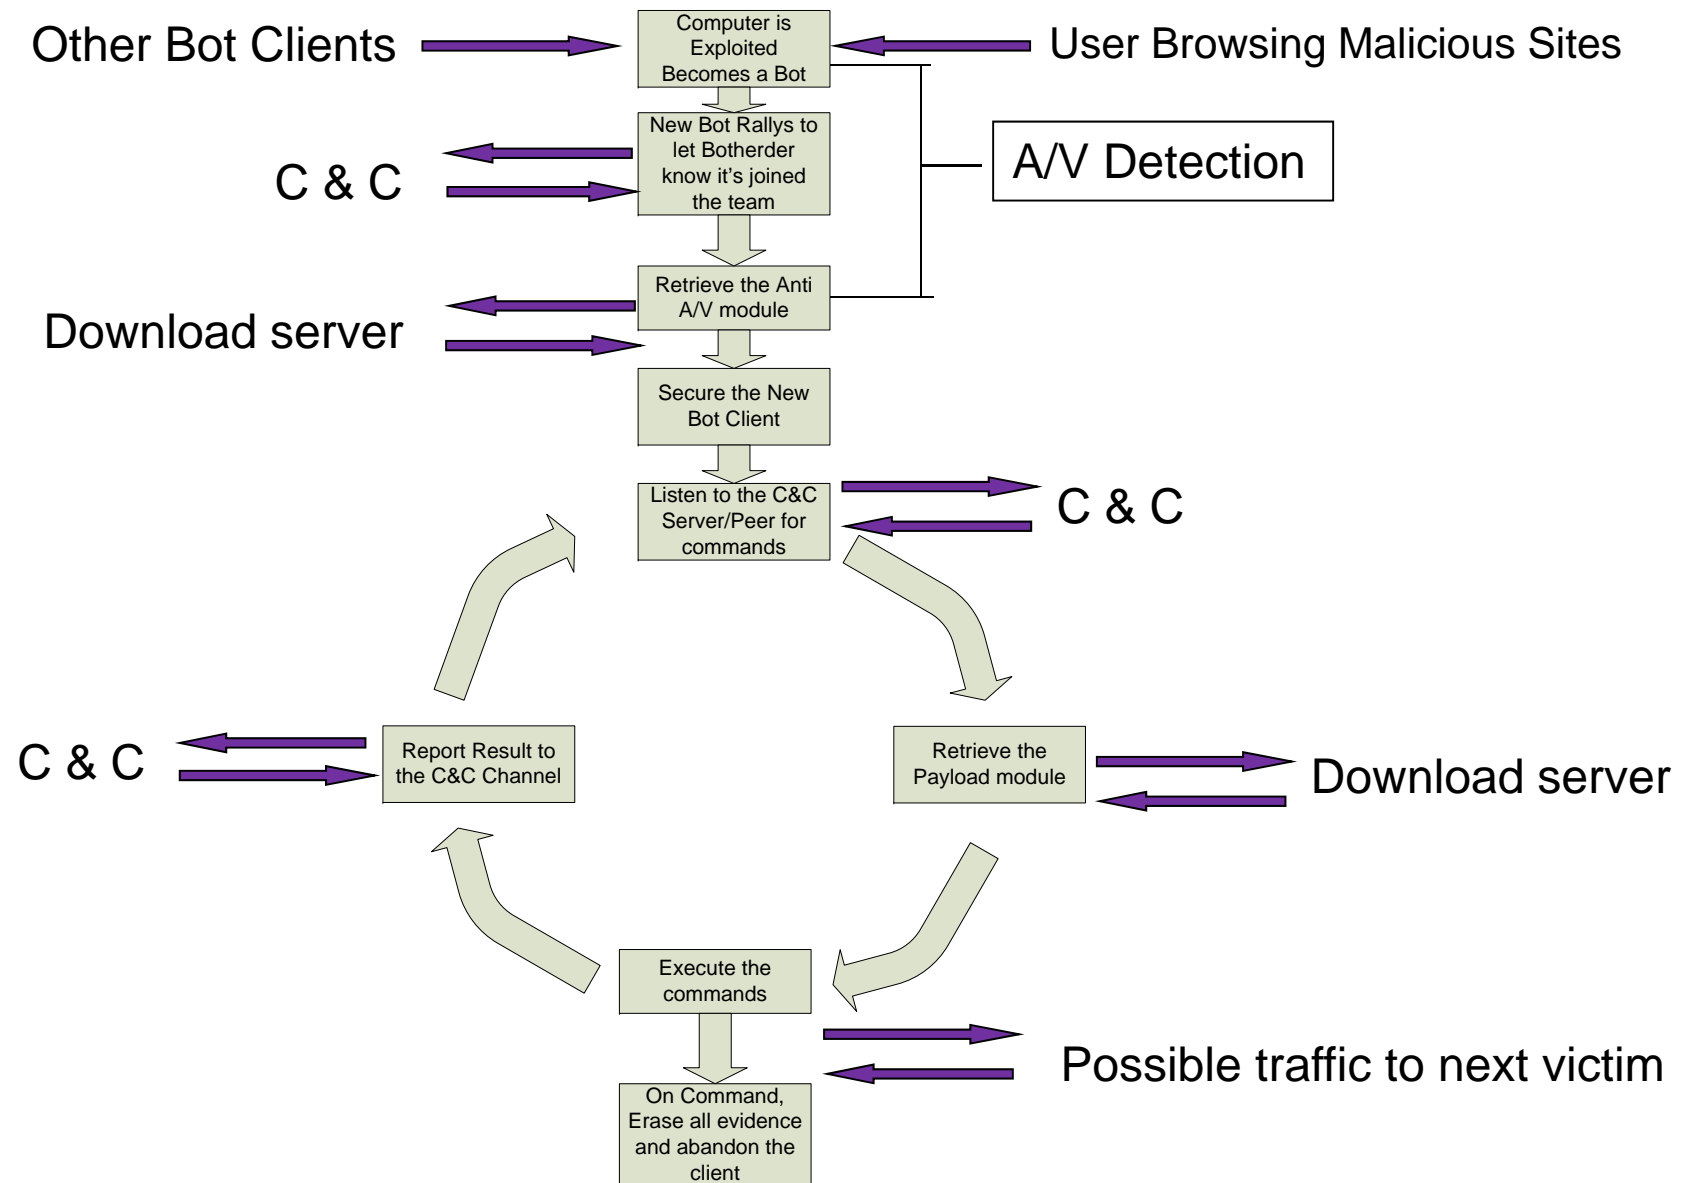 Other Bot Clients
Computer is
Exploited
Becomes a Bot
User Browsing Malicious Sites
C & C
New Bot Rallys to
let Botherder
know it's joined
the team
A/V Detection
Download server
Retrieve the Anti
A/V module
Secure the New
Bot Client
Listen to the C&C
Server/Peer for
commands
C & C
C & C
Report Result to
the C&C Channel
Retrieve the
Payload module
Download server
Execute the
commands
Possible traffic to next victim
On Command,
Erase all evidence
and abandon the
client